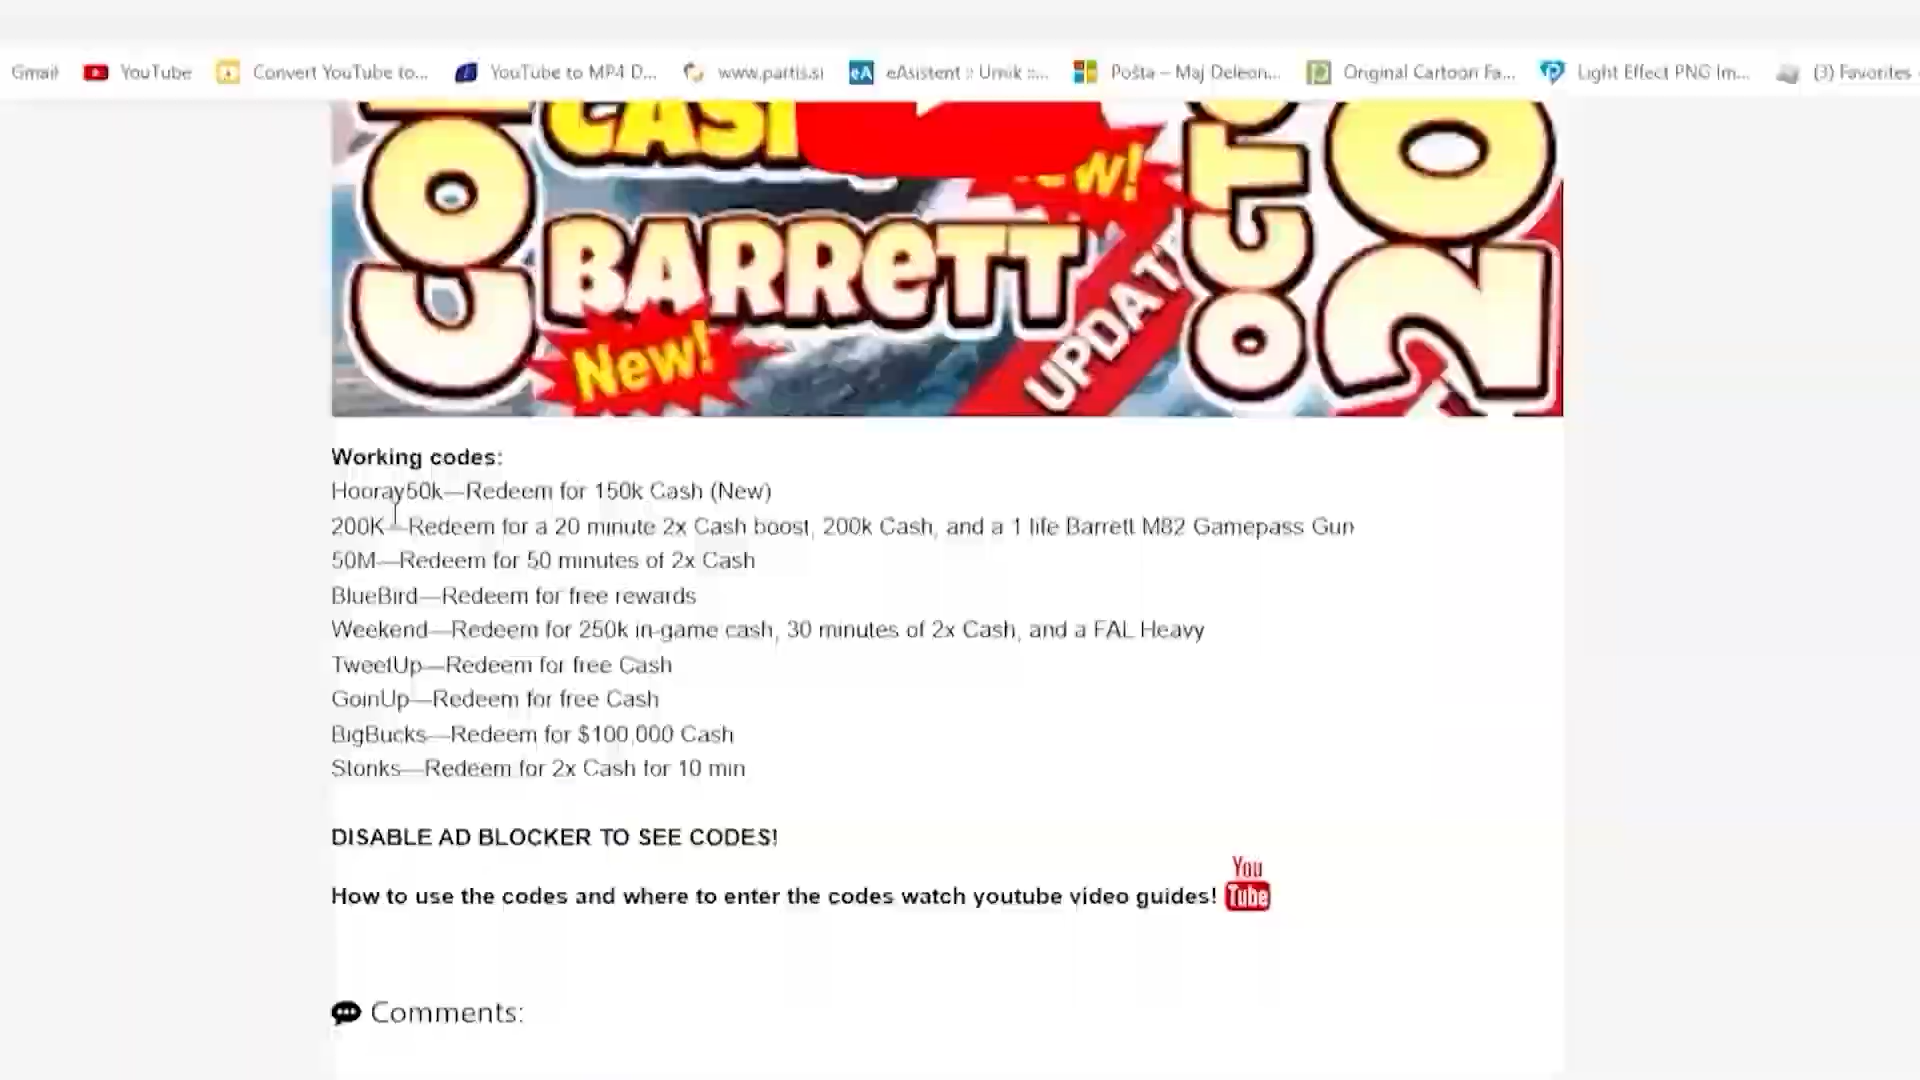 Gmail YouTube Convert YouTube to... YouTube to MP4 D... www.partis.si eA eAsistent :: Urnik ::... Pošta – Maj Deleon... Original Cartoon Fa... Light Effect PNG Im... (3) Favorites
CO
CASH
BARReTT
New!
w!
UPDATE
OCTO
20
Working codes:
Hooray50k—Redeem for 150k Cash (New)
200K—Redeem for a 20 minute 2x Cash boost, 200k Cash, and a 1 life Barrett M82 Gamepass Gun
50M—Redeem for 50 minutes of 2x Cash
BlueBird—Redeem for free rewards
Weekend—Redeem for 250k in-game cash, 30 minutes of 2x Cash, and a FAL Heavy
TweetUp—Redeem for free Cash
GoinUp—Redeem for free Cash
BigBucks—Redeem for $100,000 Cash
Stonks—Redeem for 2x Cash for 10 min
DISABLE AD BLOCKER TO SEE CODES!
How to use the codes and where to enter the codes watch youtube video guides! You Tube
Comments: